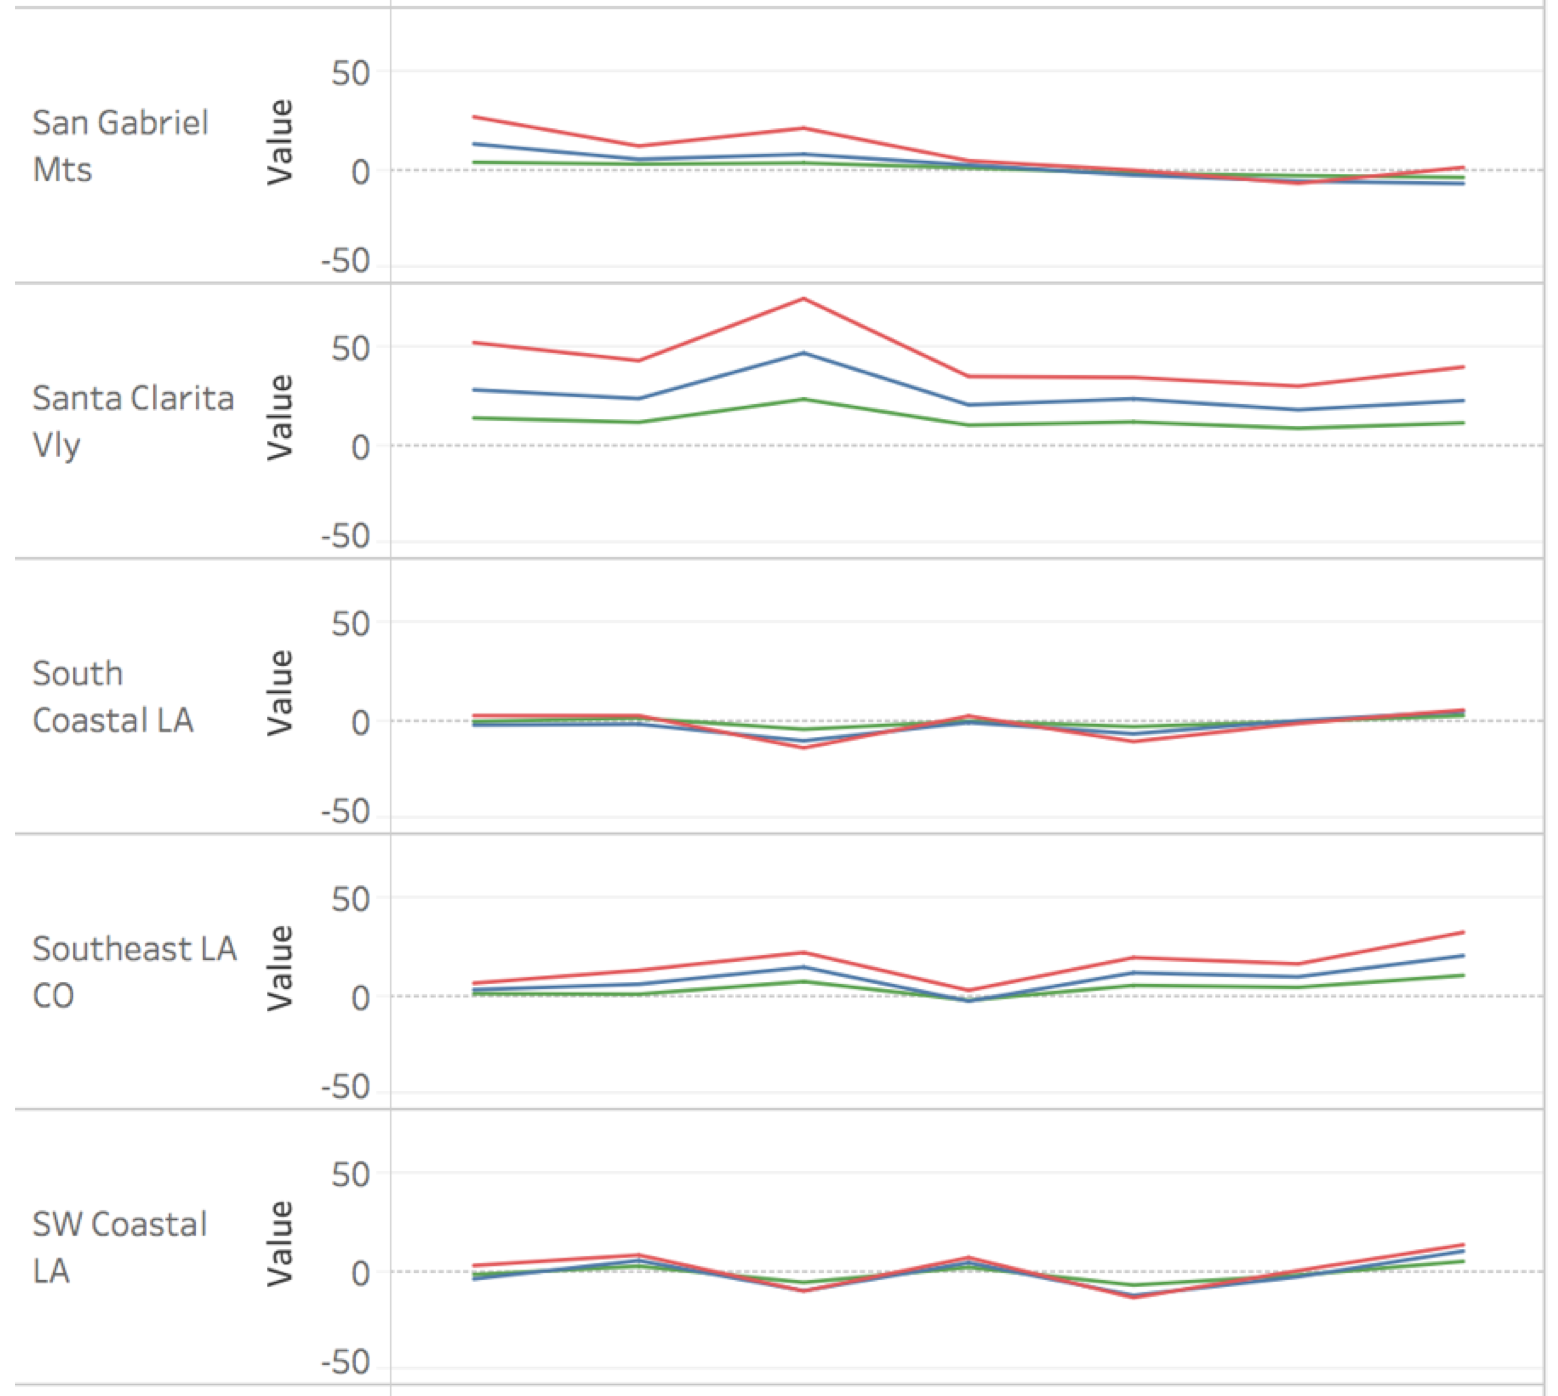 50
San Gabriel
Mts
Value
0
-50
50
Santa Clarita
Vly
Value
0
-50
50
South
Coastal LA
Value
0
-50
50
Southeast LA
CO
Value
0
-50
50
SW Coastal
LA
Value
0
-50